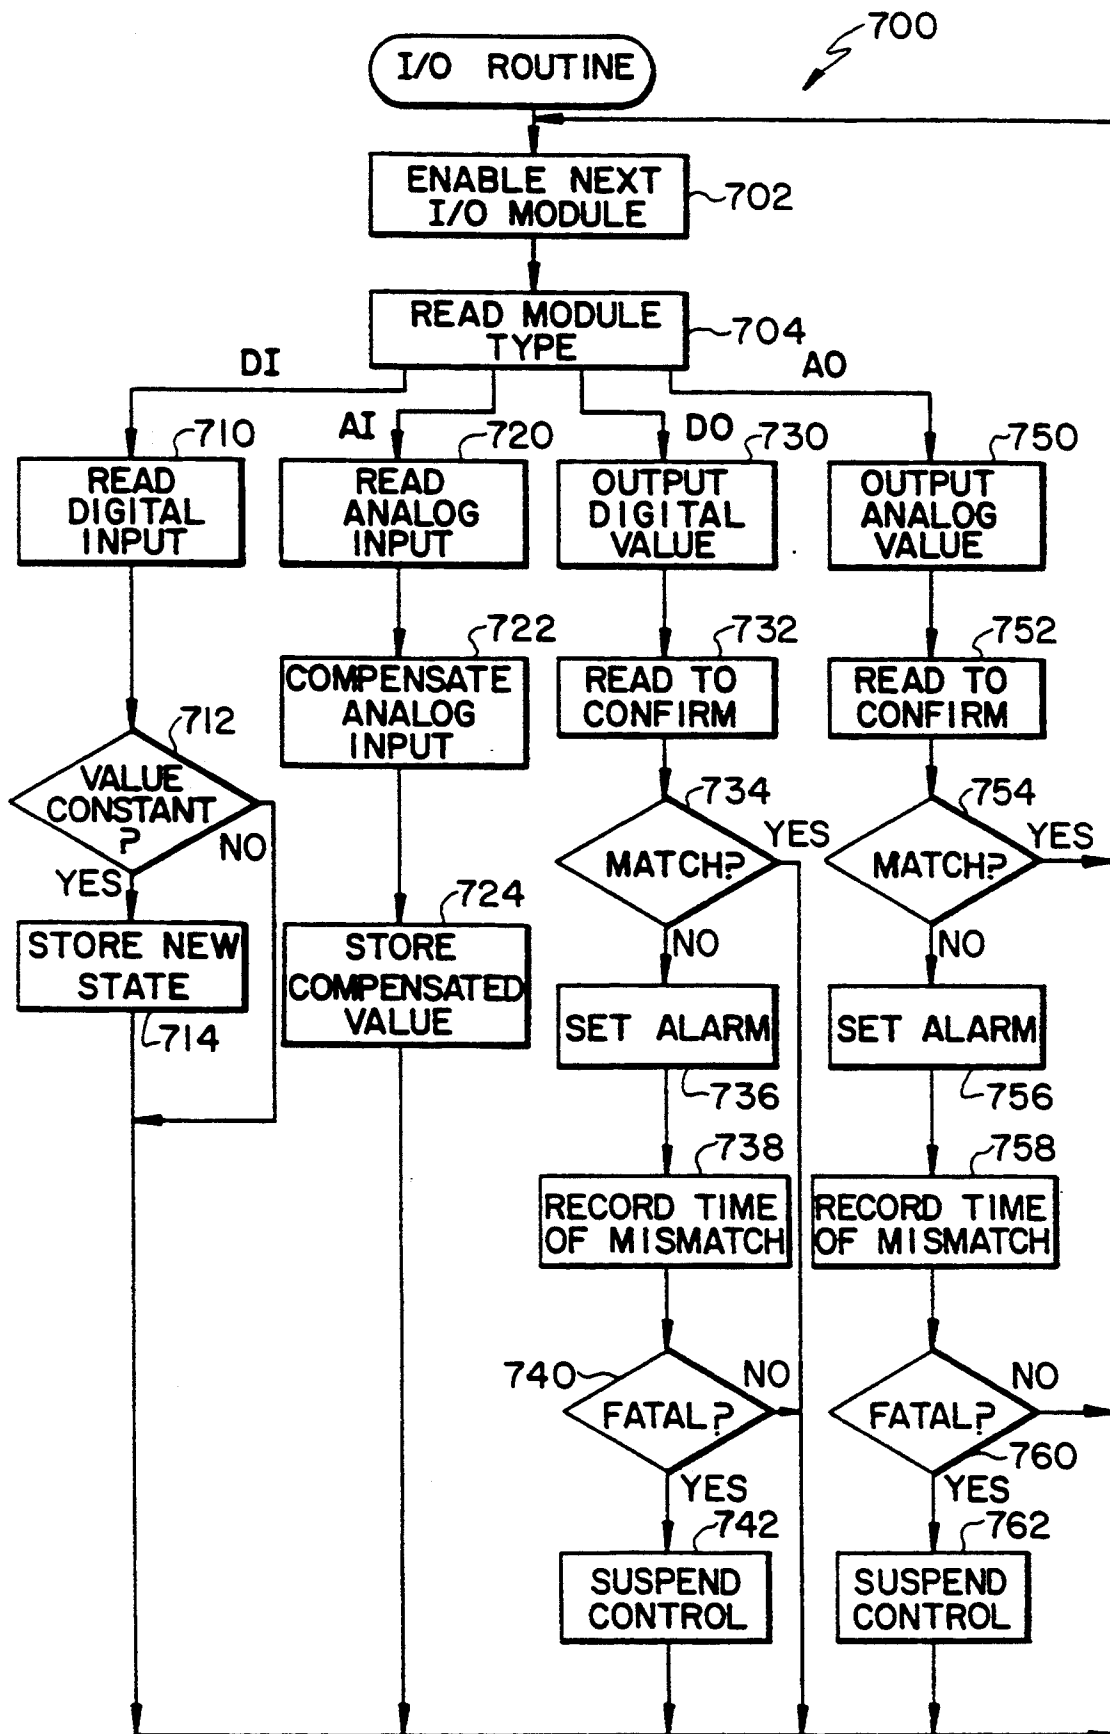 700
I/O ROUTINE
ENABLE NEXT
I/O MODULE
702
READ MODULE
TYPE
704
DI
AI
DO
AO
710
READ
DIGITAL
INPUT
720
READ
ANALOG
INPUT
730
OUTPUT
DIGITAL
VALUE
750
OUTPUT
ANALOG
VALUE
722
COMPENSATE
ANALOG
INPUT
732
READ TO
CONFIRM
752
READ TO
CONFIRM
712
VALUE
CONSTANT
?
NO
YES
734
MATCH?
YES
NO
754
MATCH?
YES
NO
STORE NEW
STATE
714
724
STORE
COMPENSATED
VALUE
SET ALARM
736
SET ALARM
756
738
RECORD TIME
OF MISMATCH
758
RECORD TIME
OF MISMATCH
740
FATAL?
NO
YES
FATAL?
NO
760
YES
742
SUSPEND
CONTROL
762
SUSPEND
CONTROL